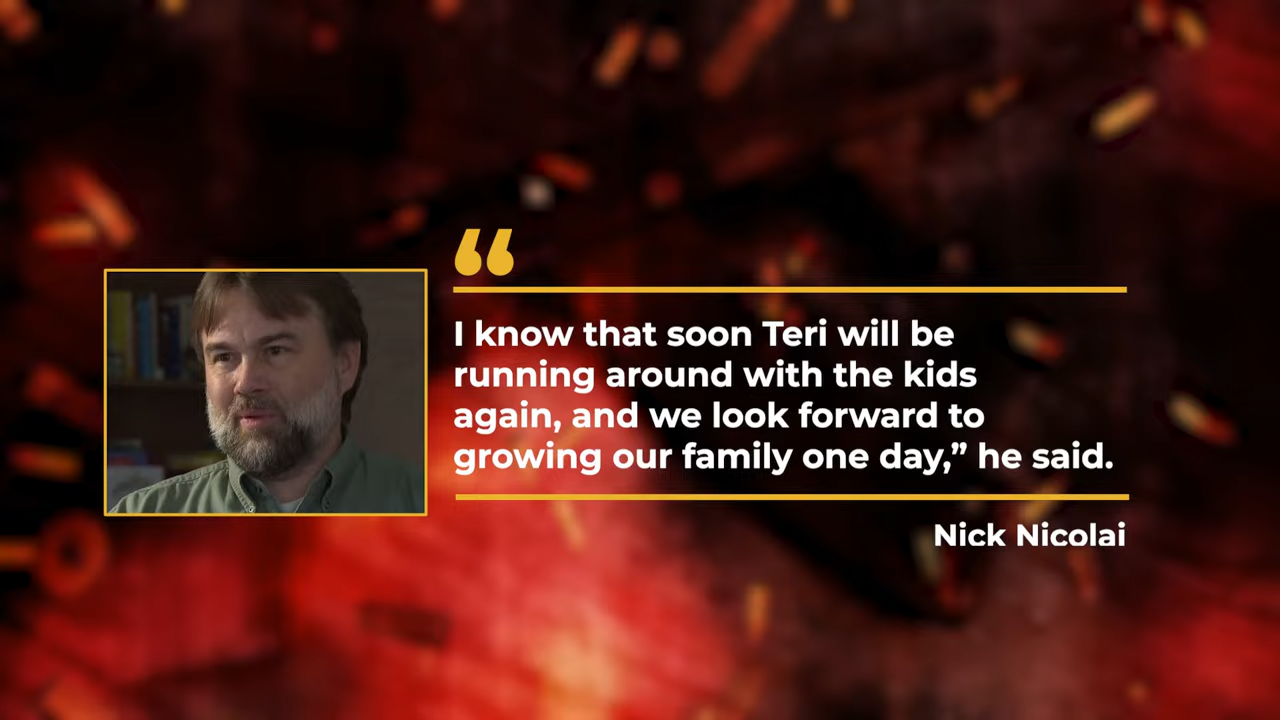 “
I know that soon Teri will be
running around with the kids
again, and we look forward to
growing our family one day,” he said.
Nick Nicolai